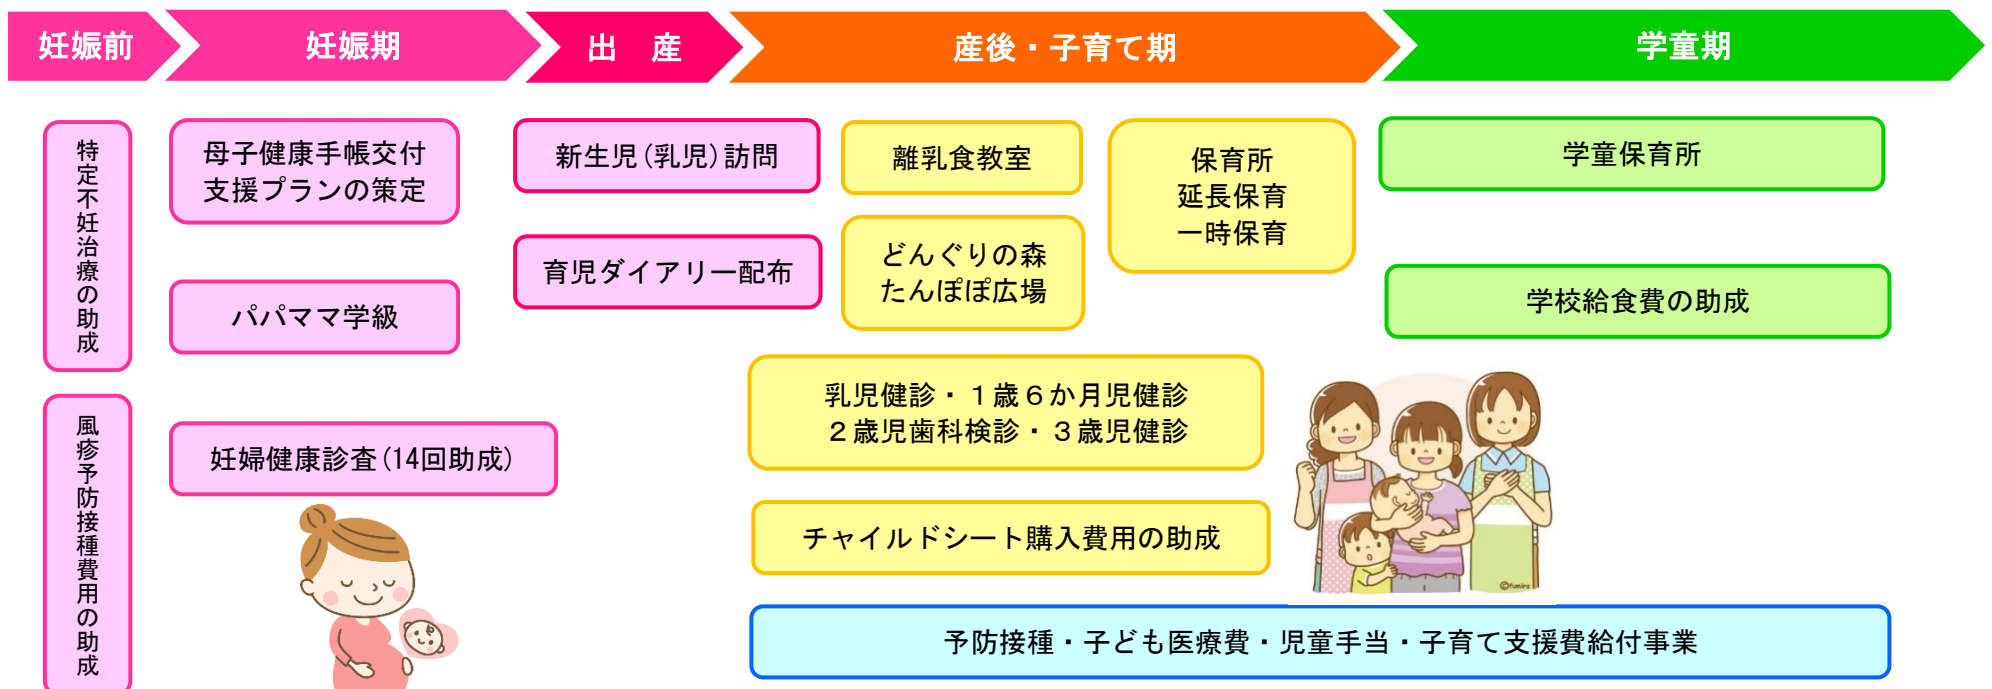 妊娠前
妊娠期
出　産
産後・子育て期
学童期
特定不妊治療の助成
風疹予防接種費用の助成
母子健康手帳交付
支援プランの策定
パパママ学級
妊婦健康診査(14回助成)
新生児(乳児)訪問
育児ダイアリー配布
離乳食教室
どんぐりの森
たんぽぽ広場
保育所
延長保育
一時保育
乳児健診・１歳６か月児健診
２歳児歯科検診・３歳児健診
チャイルドシート購入費用の助成
学童保育所
学校給食費の助成
©fumira
予防接種・子ども医療費・児童手当・子育て支援費給付事業